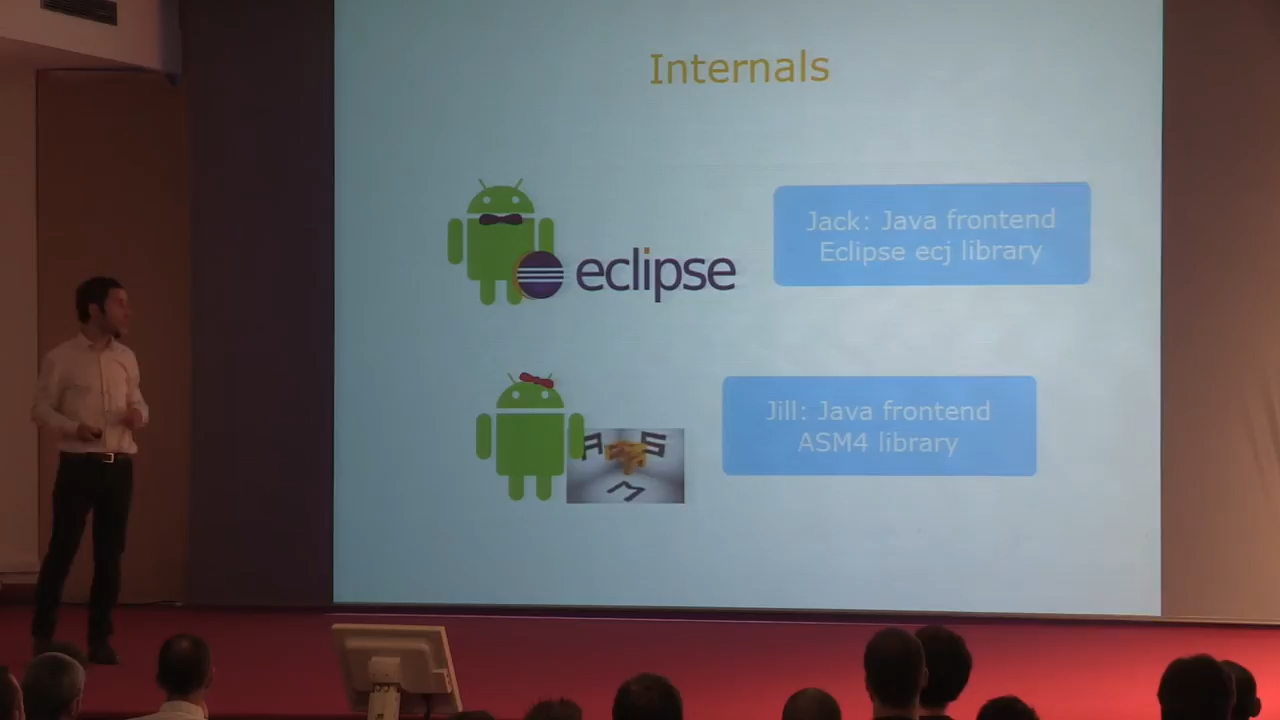 Internals
eclipse
Jack: Java frontend
Eclipse ecj library
A S
M
Jill: Java frontend
ASM4 library